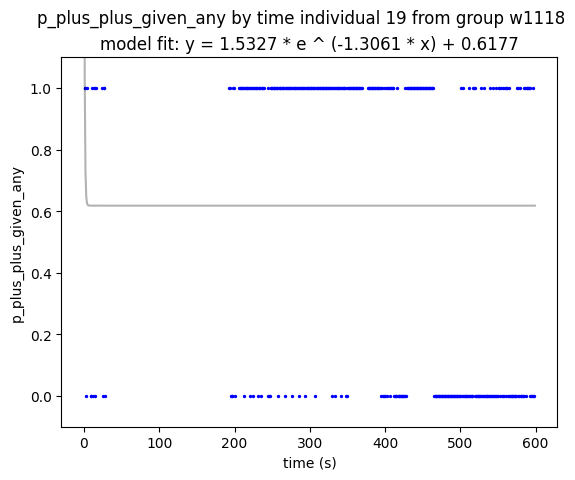 p_plus_plus_given_any by time individual 19 from group w1118
model fit: y = 1.5327 * e ^ (-1.3061 * x) + 0.6177
p_plus_plus_given_any
1.0
0.8
0.6
0.4
0.2
0.0
0 100 200 300 400 500 600
time (s)